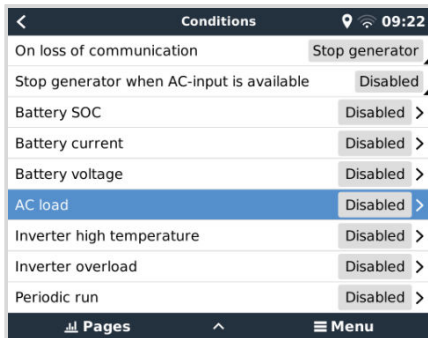 Conditions 09:22
On loss of communication Stop generator
Stop generator when AC-input is available Disabled
Battery SOC Disabled
Battery current Disabled
Battery voltage Disabled
AC load Disabled
Inverter high temperature Disabled
Inverter overload Disabled
Periodic run Disabled
Pages Menu